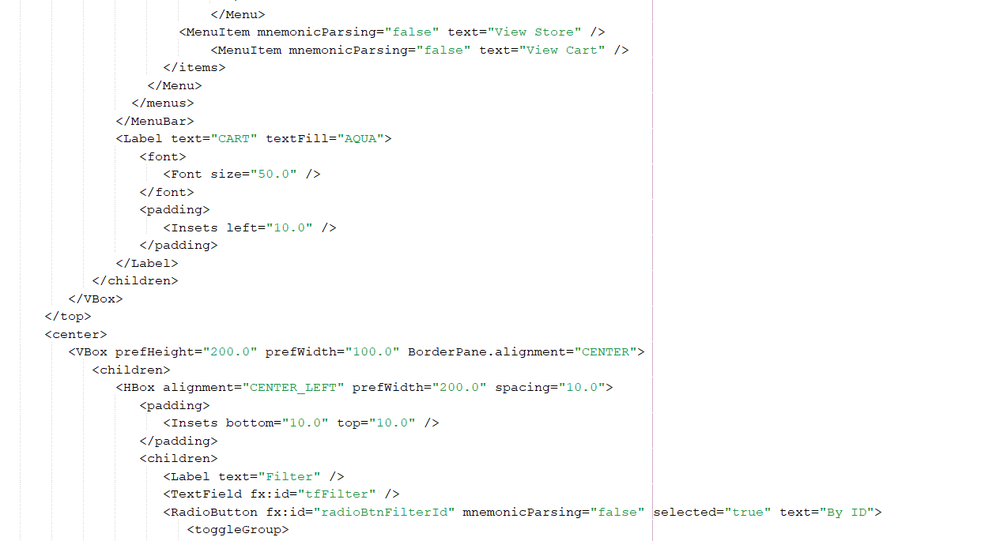 </Menu>
<MenuItem mnemonicParsing="false" text="View Store" />
<MenuItem mnemonicParsing="false" text="View Cart" />
</items>
</Menu>
</menus>
</MenuBar>
<Label text="CART" textFill="AQUA">
<font>
<Font size="50.0" />
</font>
<padding>
<Insets left="10.0" />
</padding>
</Label>
</children>
</VBox>
</top>
<center>
<VBox prefHeight="200.0" prefWidth="100.0" BorderPane.alignment="CENTER">
<children>
<HBox alignment="CENTER_LEFT" prefWidth="200.0" spacing="10.0">
<padding>
<Insets bottom="10.0" top="10.0" />
</padding>
<children>
<Label text="Filter" />
<TextField fx:id="tfFilter" />
<RadioButton fx:id="radioBtnFilterId" mnemonicParsing="false" selected="true" text="By ID">
<toggleGroup>